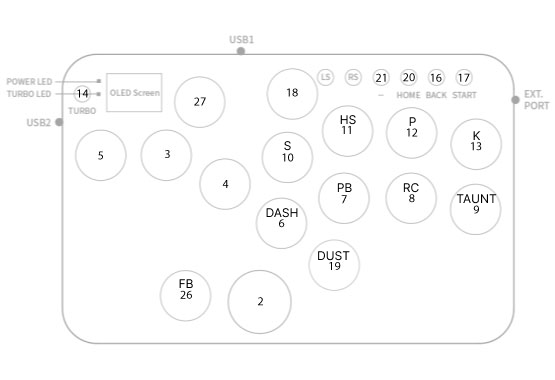 USB1
POWER LED
TURBO LED
14
TURBO
OLED Screen
USB2
27
18
LS
RS
21
20
16
17
–
HOME
BACK
START
EXT.
PORT
5
3
4
S
10
HS
11
P
12
K
13
DASH
6
PB
7
RC
8
TAUNT
9
DUST
19
FB
26
2